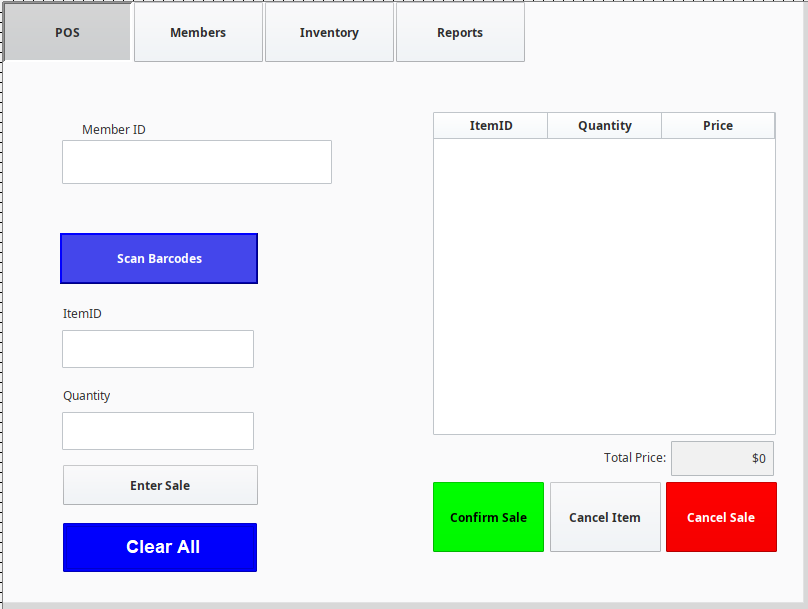 POS Members Inventory Reports
Member ID
Scan Barcodes
ItemID
Quantity
Enter Sale
Clear All
ItemID Quantity Price
Total Price: $0
Confirm Sale Cancel Item Cancel Sale